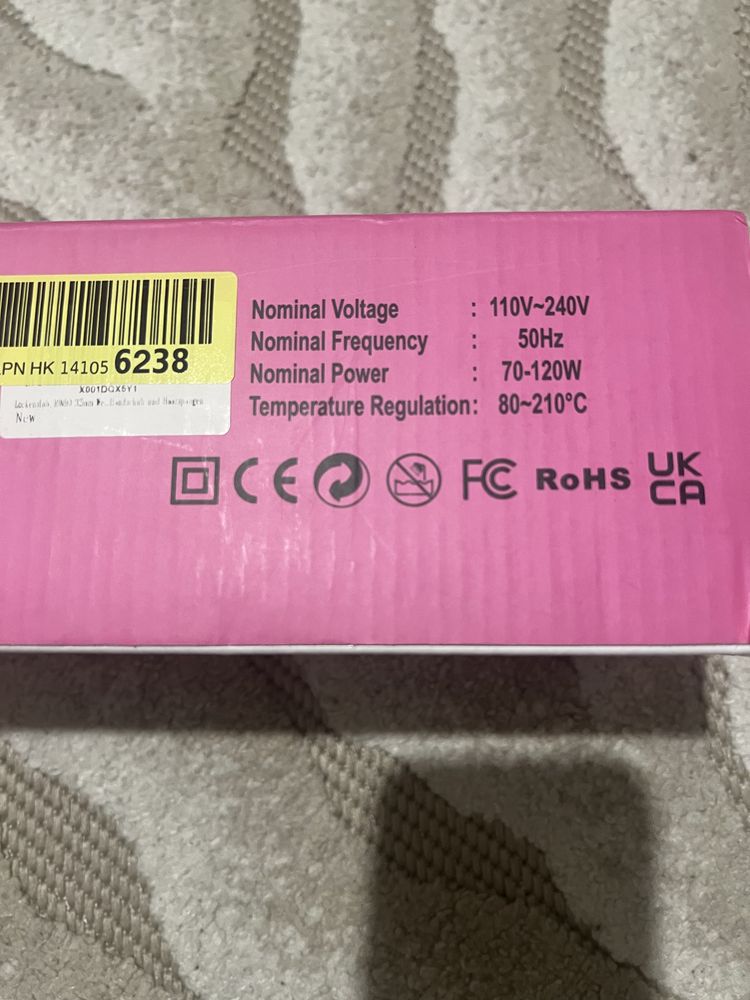 Nominal Voltage : 110V~240V
Nominal Frequency : 50Hz
Nominal Power : 70-120W
Temperature Regulation: 80~210°C
PN HK 14105 6238
X001DQX5Y1
und
New
CE
FC
RoHS
UK
CA